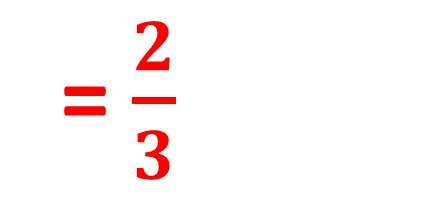 = 2/3